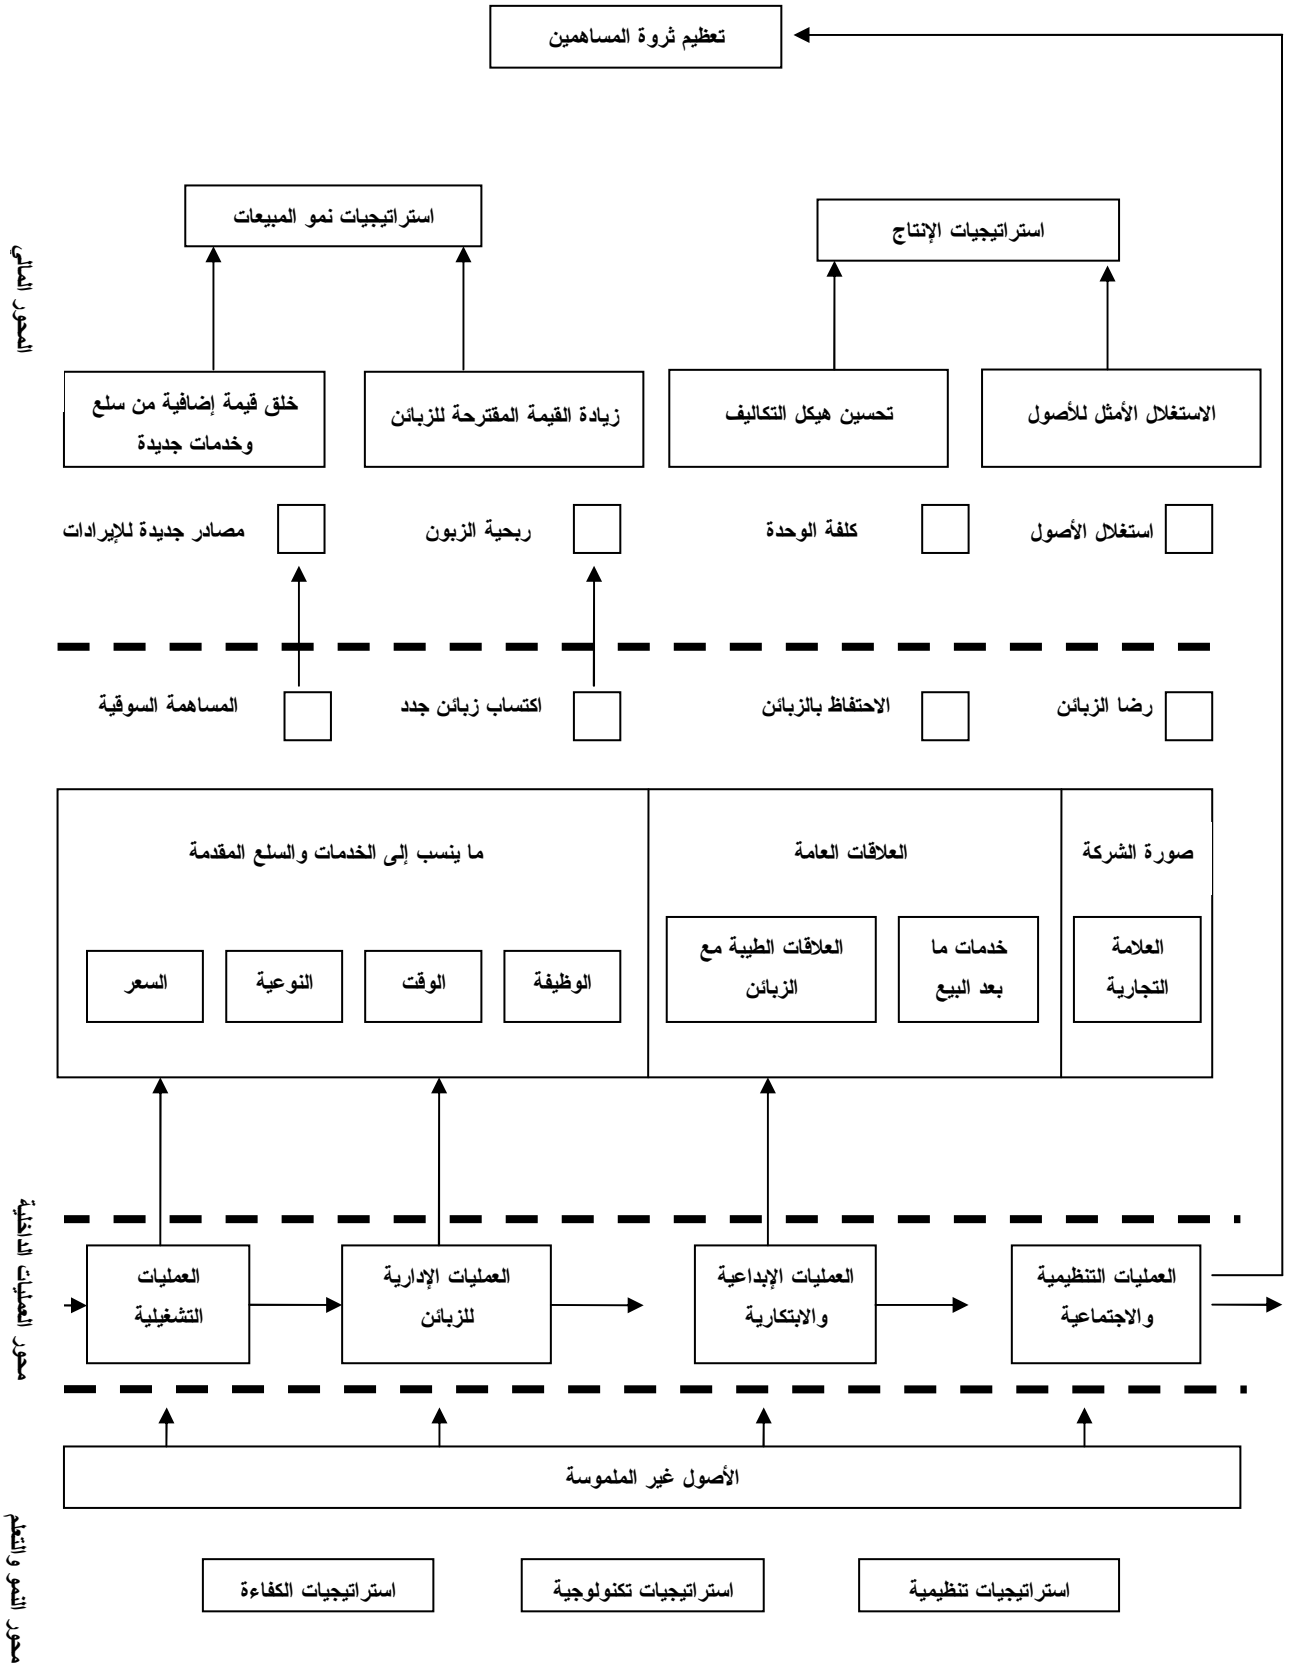 تعظيم ثروة المساهمين
المحور المالي
استراتيجيات الإنتاج
استراتيجيات نمو المبيعات
الاستغلال الأمثل للأصول
تحسين هيكل التكاليف
زيادة القيمة المقترحة للزبائن
خلق قيمة إضافية من سلع
وخدمات جديدة
استغلال الأصول
كلفة الوحدة
ربحية الزبون
مصادر جديدة للإيرادات
رضا الزبائن
الاحتفاظ بالزبائن
اكتساب زبائن جدد
المساهمة السوقية
صورة الشركة
العلاقات العامة
ما ينسب إلى الخدمات والسلع المقدمة
العلامة
التجارية
خدمات ما
بعد البيع
العلاقات الطيبة مع
الزبائن
الوظيفة
الوقت
النوعية
السعر
محور العمليات الداخلية
العمليات التنظيمية
والاجتماعية
العمليات الإبداعية
والابتكارية
العمليات الإدارية
للزبائن
العمليات
التشغيلية
الأصول غير الملموسة
محور النمو والتعلم
استراتيجيات تنظيمية
استراتيجيات تكنولوجية
استراتيجيات الكفاءة